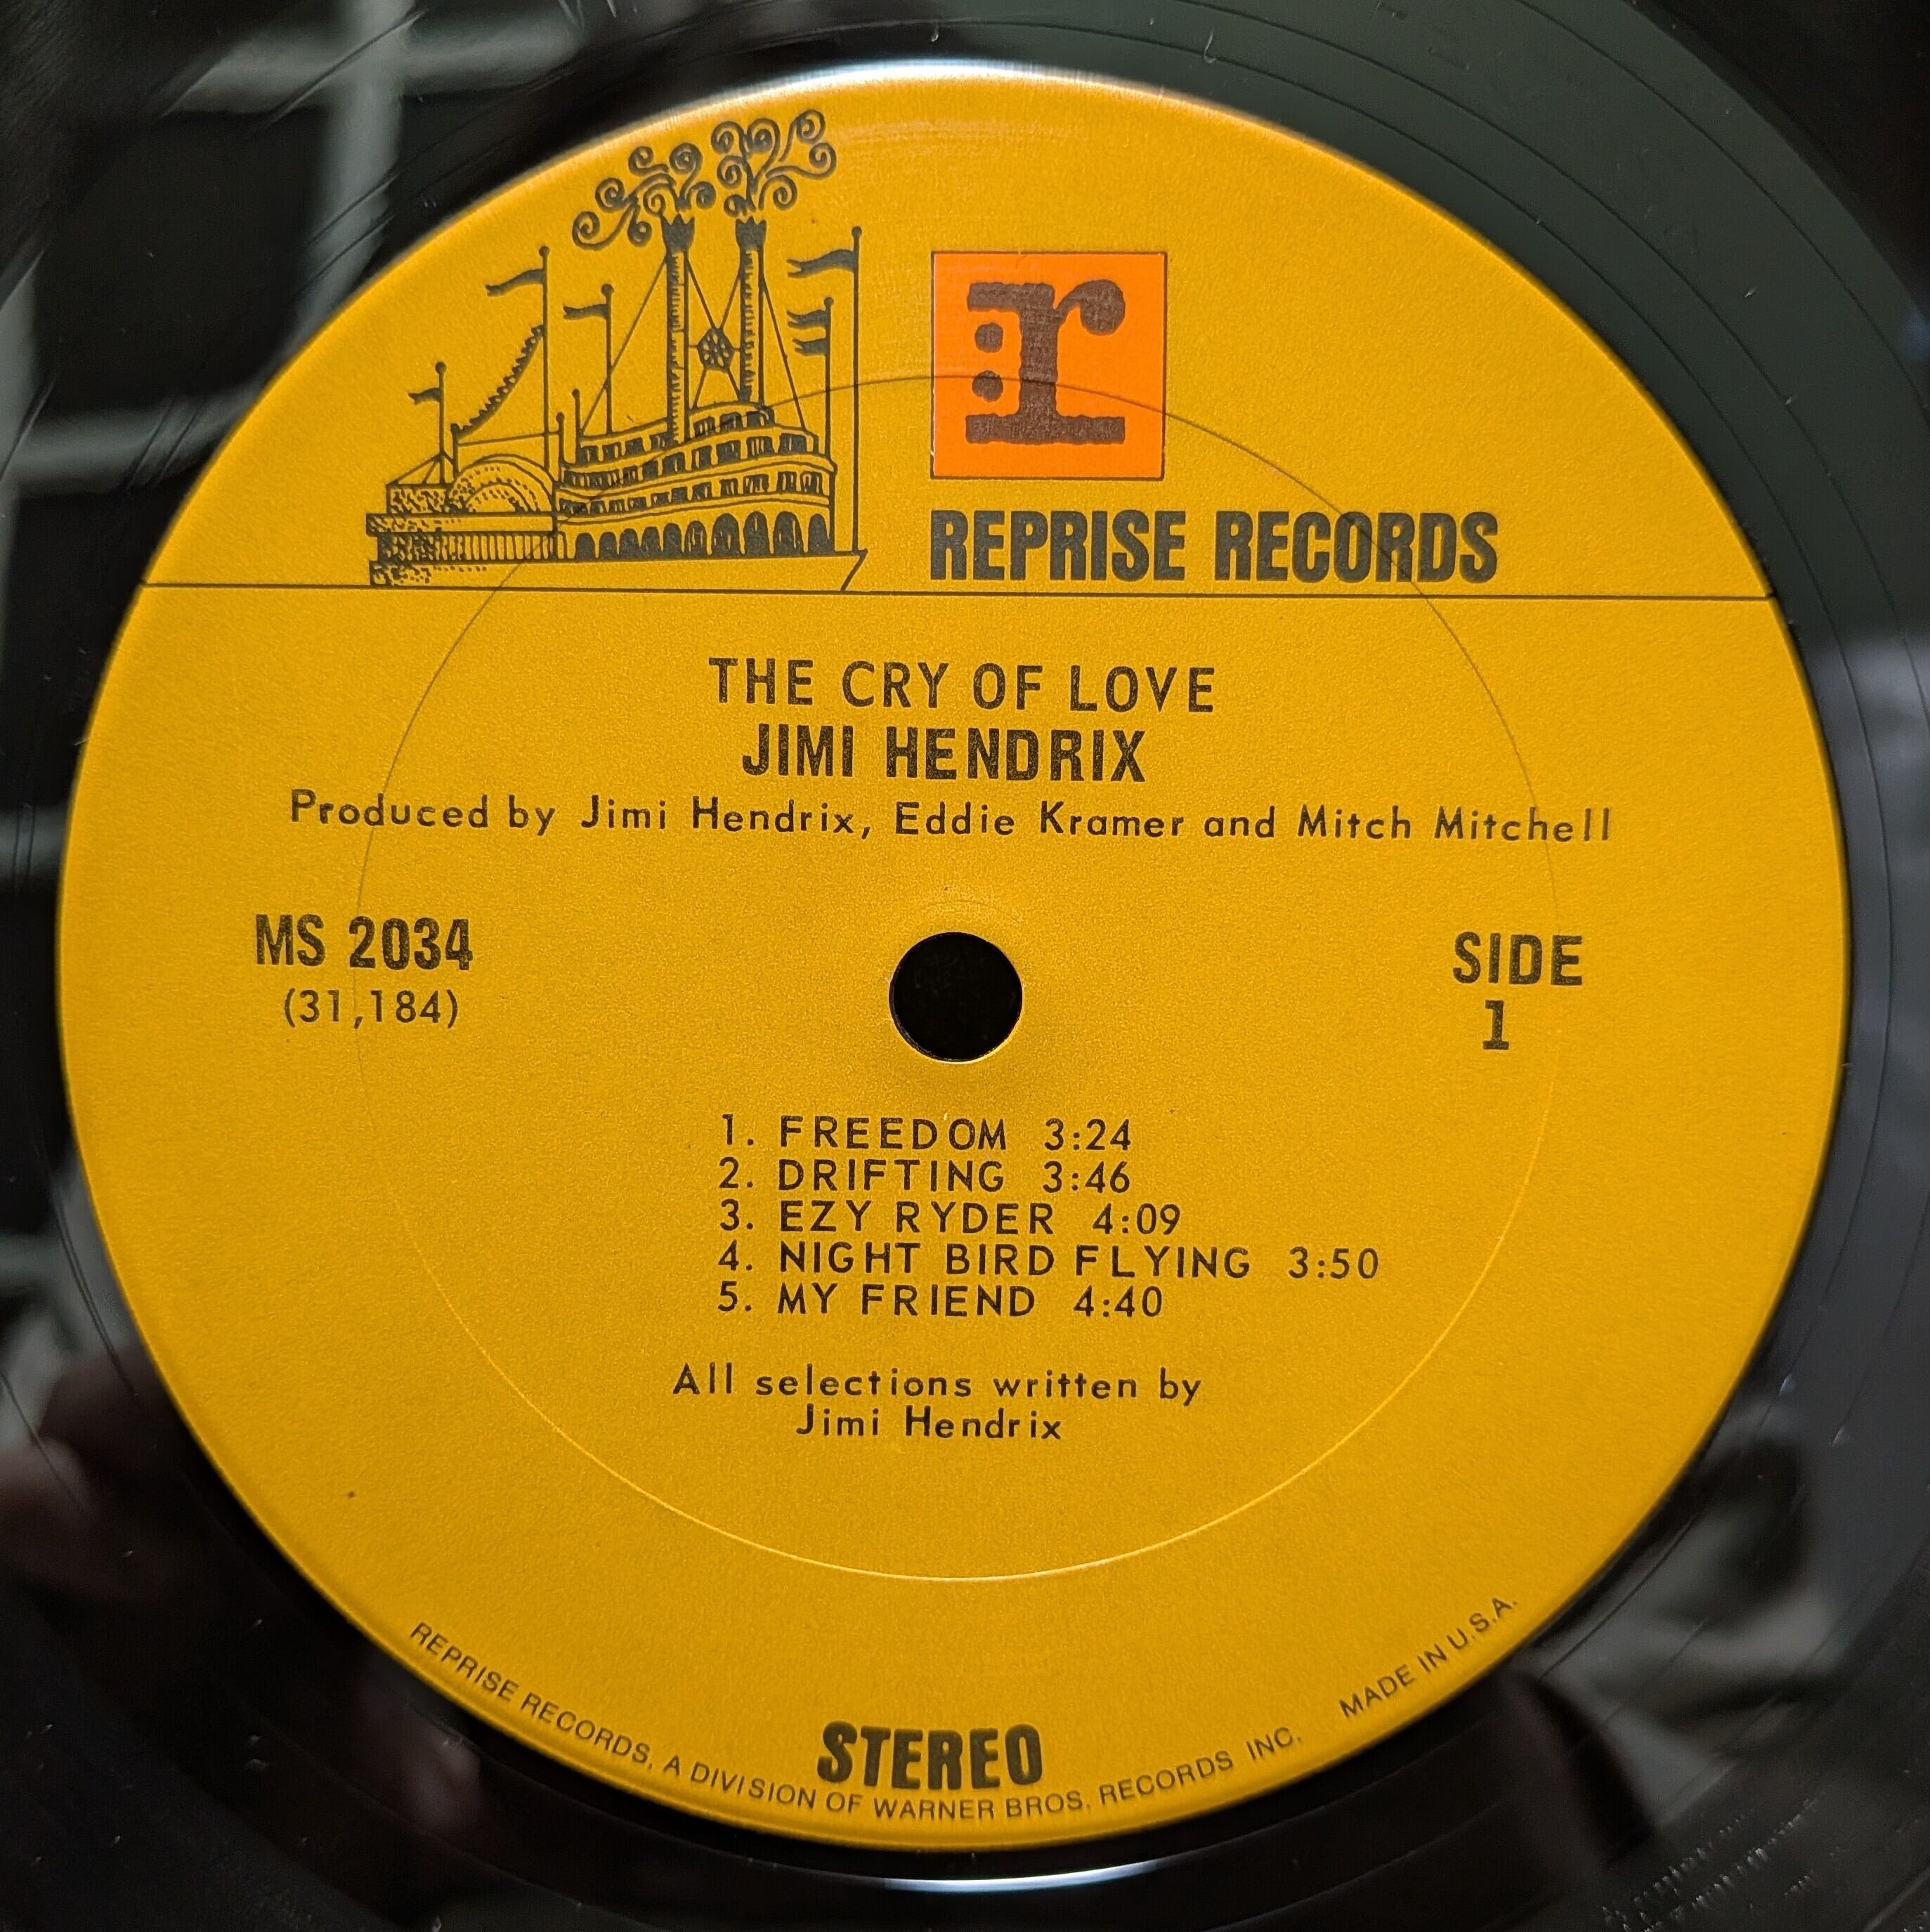 r:
REPRISE RECORDS
THE CRY OF LOVE
JIMI HENDRIX
Produced by Jimi Hendrix, Eddie Kramer and Mitch Mitchell
MS 2034
(31,184)
SIDE
1
1. FREEDOM 3:24
2. DRIFTING 3:46
3. EZY RYDER 4:09
4. NIGHT BIRD FLYING 3:50
5. MY FRIEND 4:40
All selections written by
Jimi Hendrix
STEREO
REPRISE RECORDS, A DIVISION OF WARNER BROS. RECORDS INC. MADE IN U.S.A.